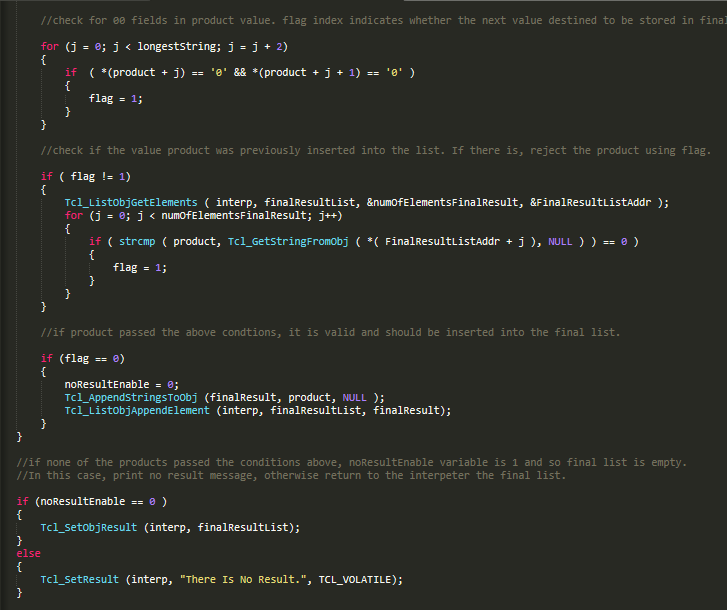 //check for 00 fields in product value. flag index indicates whether the next value destined to be stored in final
for (j = 0; j < longestString; j = j + 2)
{
if ( *(product + j) == '0' && *(product + j + 1) == '0' )
{
flag = 1;
}
}
//check if the value product was previously inserted into the list. If there is, reject the product using flag.
if ( flag != 1)
{
Tcl_ListObjGetElements ( interp, finalResultList, &numOfElementsFinalResult, &FinalResultListAddr );
for (j = 0; j < numOfElementsFinalResult; j++)
{
if ( strcmp ( product, Tcl_GetStringFromObj ( *( FinalResultListAddr + j ), NULL ) ) == 0 )
{
flag = 1;
}
}
}
//if product passed the above condtions, it is valid and should be inserted into the final list.
if (flag == 0)
{
noResultEnable = 0;
Tcl_AppendStringsToObj (finalResult, product, NULL );
Tcl_ListObjAppendElement (interp, finalResultList, finalResult);
}
}
//if none of the products passed the conditions above, noResultEnable variable is 1 and so final list is empty.
//In this case, print no result message, otherwise return to the interpeter the final list.
if (noResultEnable == 0 )
{
Tcl_SetObjResult (interp, finalResultList);
}
else
{
Tcl_SetResult (interp, "There Is No Result.", TCL_VOLATILE);
}